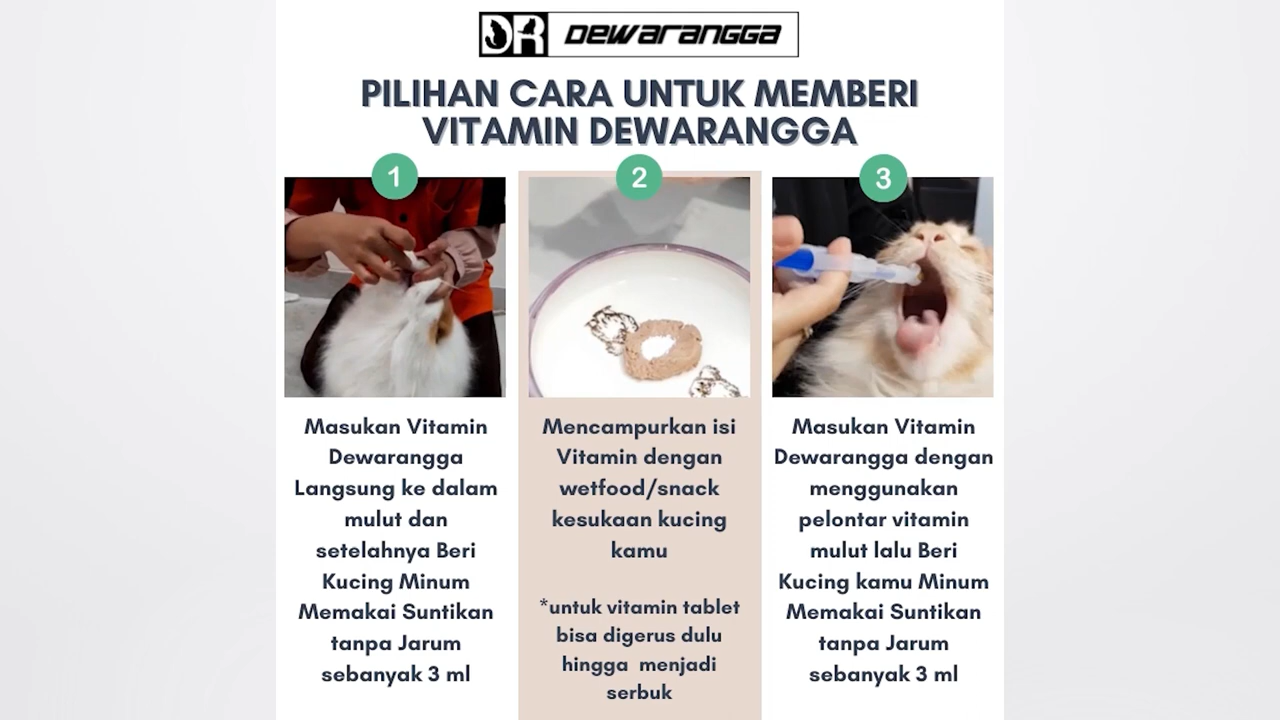 DR DEWARANGGA
PILIHAN CARA UNTUK MEMBERI
VITAMIN DEWARANGGA
1
Masukan Vitamin
Dewarangga
Langsung ke dalam
mulut dan
setelahnya Beri
Kucing Minum
Memakai Suntikan
tanpa Jarum
sebanyak 3 ml
2
Mencampurkan isi
Vitamin dengan
wetfood/snack
kesukaan kucing
kamu
*untuk vitamin tablet
bisa digerus dulu
hingga menjadi
serbuk
3
Masukan Vitamin
Dewarangga dengan
menggunakan
pelontar vitamin
mulut lalu Beri
Kucing kamu Minum
Memakai Suntikan
tanpa Jarum
sebanyak 3 ml